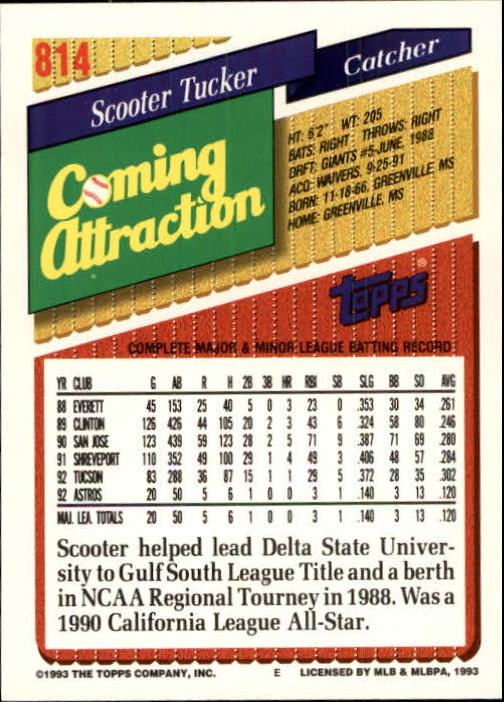 814
Scooter Tucker
Catcher
Coming
Attraction
HT: 6'2" WT: 205
BATS: RIGHT THROWS: RIGHT
DRFT: GIANTS #5-JUNE, 1988
ACQ: WAIVERS, 9-25-91
BORN: 11-18-66, GREENVILLE, MS
HOME: GREENVILLE, MS
Topps®
COMPLETE MAJOR & MINOR LEAGUE BATTING RECORD
YR CLUB G AB R H 2B 3B HR RBI SB SLG BB SO AVG
88 EVERETT 45 153 25 40 5 0 3 23 0 .353 30 34 .261
89 CLINTON 126 426 44 105 20 2 3 43 6 .324 58 80 .246
90 SAN JOSE 123 439 59 123 28 2 5 71 9 .387 71 69 .280
91 SHREVEPORT 110 352 49 100 29 1 4 49 3 .406 48 57 .284
92 TUCSON 83 288 36 87 15 1 1 29 5 .372 28 35 .302
92 ASTROS 20 50 5 6 1 0 0 3 1 .140 3 13 .120
MAJ. LEA. TOTALS 20 50 5 6 1 0 0 3 1 .140 3 13 .120
Scooter helped lead Delta State Univer-
sity to Gulf South League Title and a berth
in NCAA Regional Tourney in 1988. Was a
1990 California League All-Star.
©1993 THE TOPPS COMPANY, INC. E LICENSED BY MLB & MLBPA, 1993